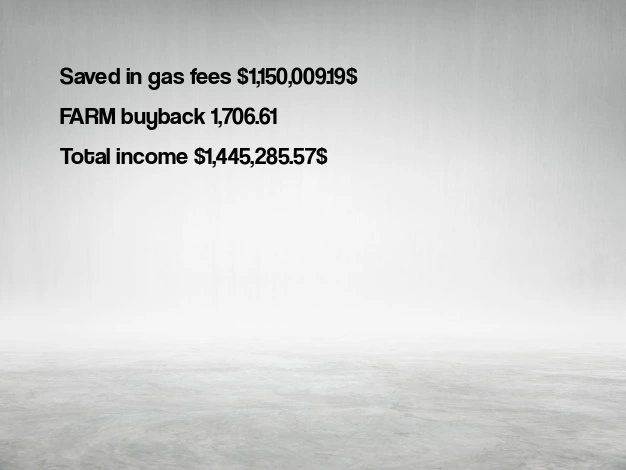 Saved in gas fees $1,150,009.19$
FARM buyback 1,706.61
Total income $1,445,285.57$